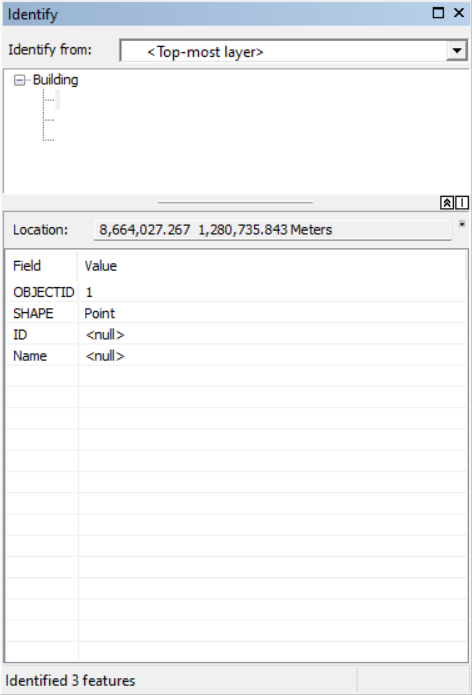 Identify
Identify from: <Top-most layer>
Building
Location: 8,664,027.267 1,280,735.843 Meters
Field Value
OBJECTID 1
SHAPE Point
ID <null>
Name <null>
Identified 3 features